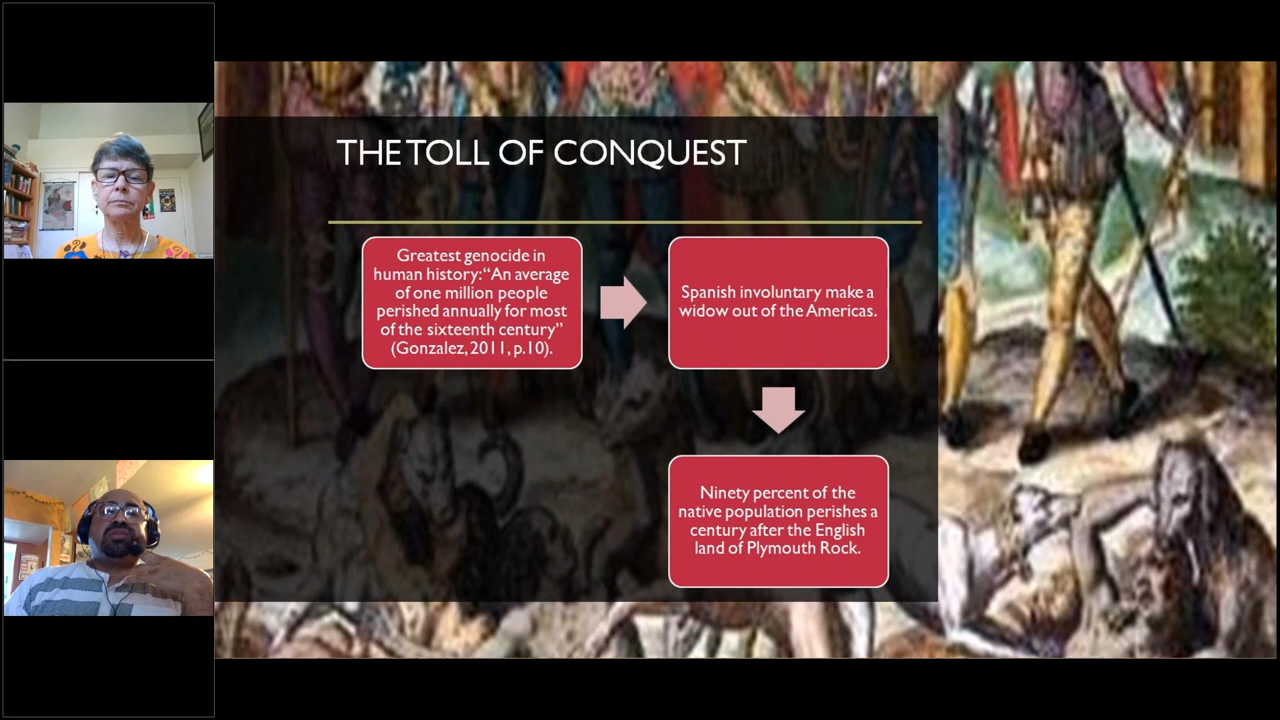 THE TOLL OF CONQUEST
Greatest genocide in
human history:“An average
of one million people
perished annually for most
of the sixteenth century”
(Gonzalez, 2011, p.10).
Spanish involuntary make a
widow out of the Americas.
Ninety percent of the
native population perishes a
century after the English
land of Plymouth Rock.